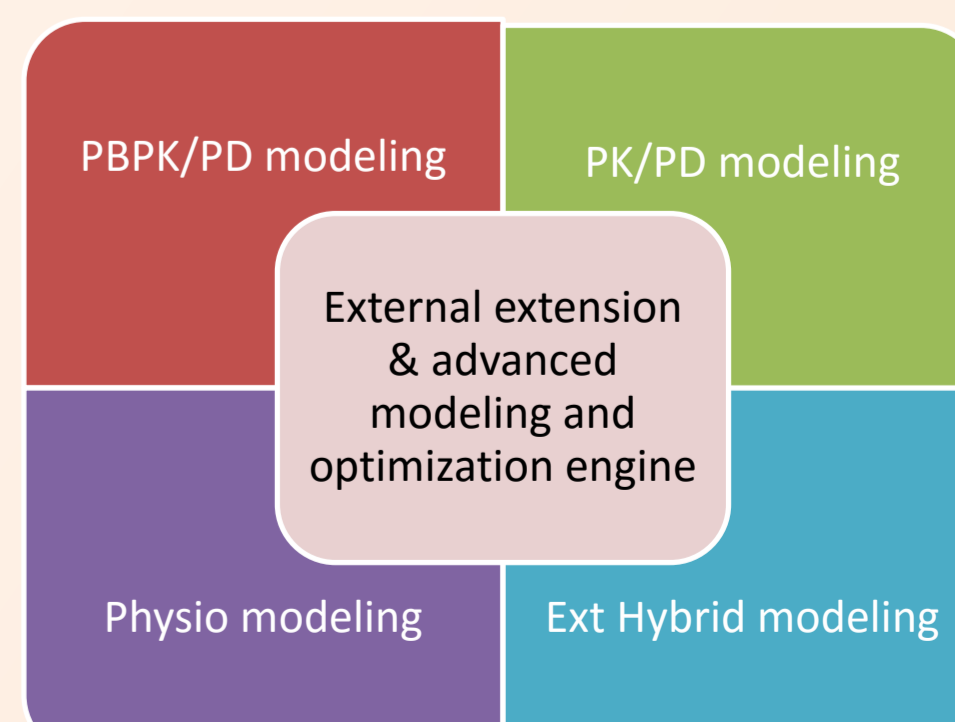 PBPK/PD modeling
PK/PD modeling
External extension
& advanced
modeling and
optimization engine
Physio modeling
Ext Hybrid modeling